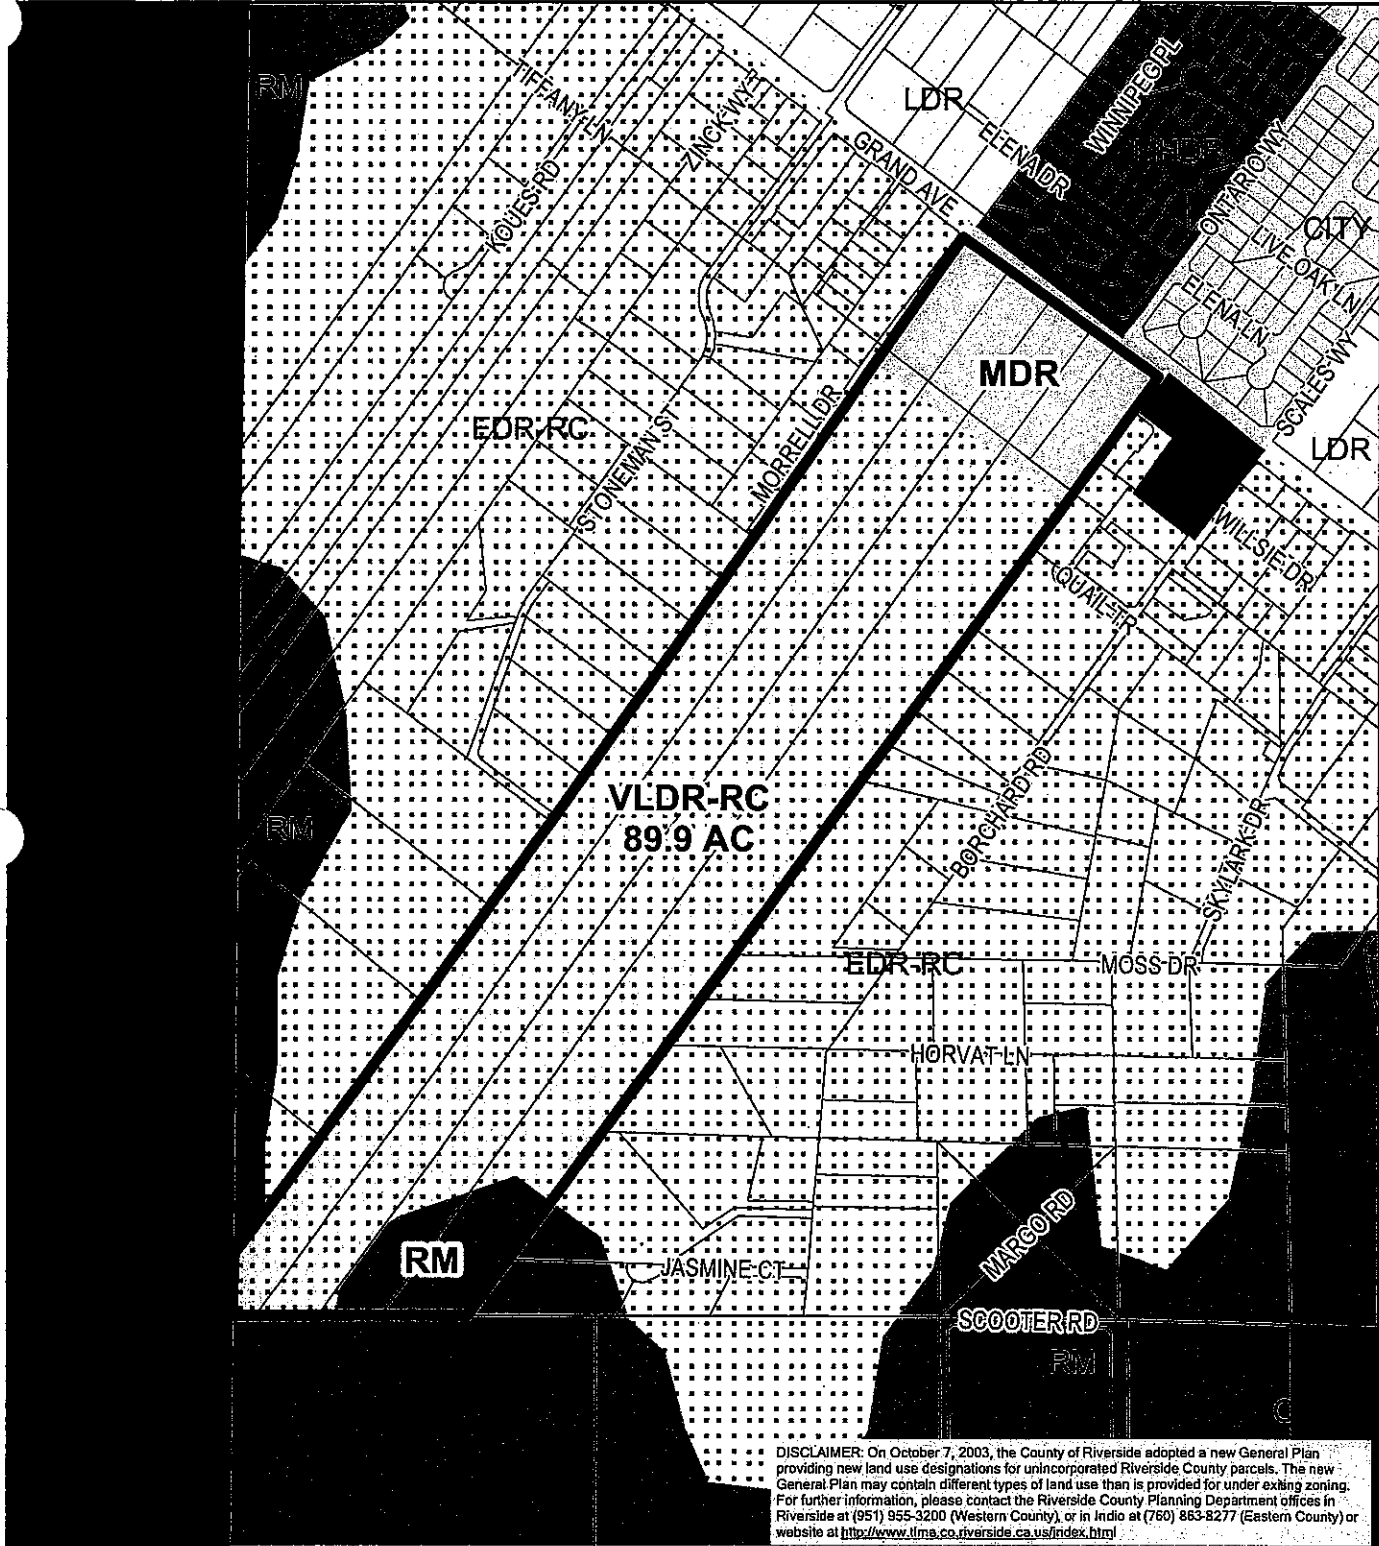 RM
TIFFANY LN
ZINCK WY
KOUES RD
LDR
ELENA DR
GRAND AVE
WINNIPEG PL
ONTARIO WY
CITY
LIVE OAK LN
ELENA LN
SCALES WY
LDR
MDR
EDR-RC
STONEMAN ST
MORRELL DR
WILLSIE DR
QUAIL TR
VLDR-RC
89.9 AC
RM
BORCHARD RD
SKYLARK DR
EDR-RC
MOSS DR
HORVAT LN
MARGO RD
RM
JASMINE CT
SCOOTER RD
RM
DISCLAIMER: On October 7, 2003, the County of Riverside adopted a new General Plan
providing new land use designations for unincorporated Riverside County parcels. The new
General Plan may contain different types of land use than is provided for under existing zoning.
For further information, please contact the Riverside County Planning Department offices in
Riverside at (951) 955-3200 (Western County), or in Indio at (760) 863-8277 (Eastern County) or
website at http://www.tlma.co.riverside.ca.us/index.html